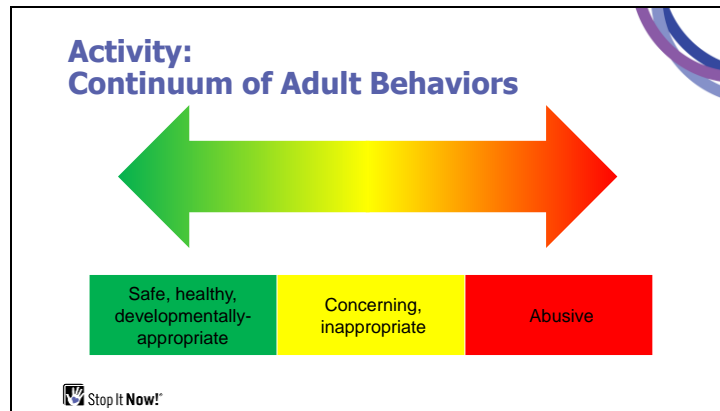 Activity:
Continuum of Adult Behaviors
Safe, healthy,
developmentally-
appropriate
Concerning,
inappropriate
Abusive
Stop It Now!®